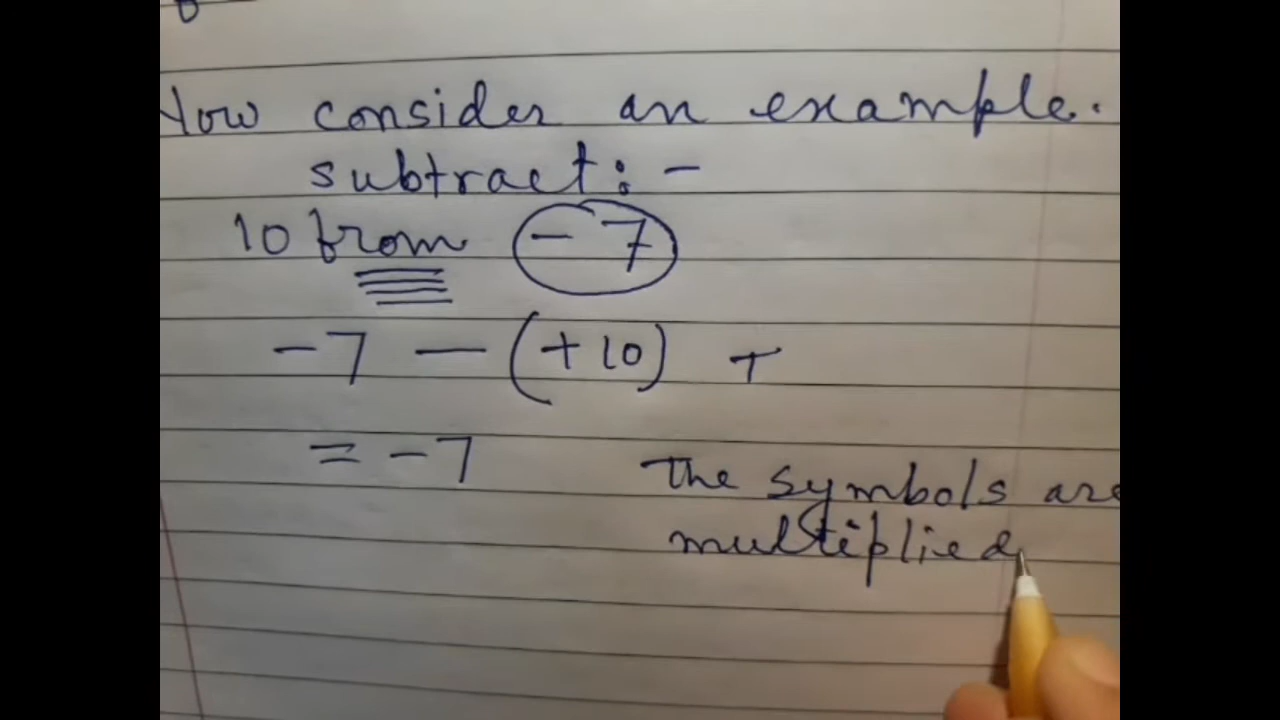 Now consider an example.
subtract: -
10 from - 7
- 7 - (+ 10) +
= - 7
The symbols are
multiplied